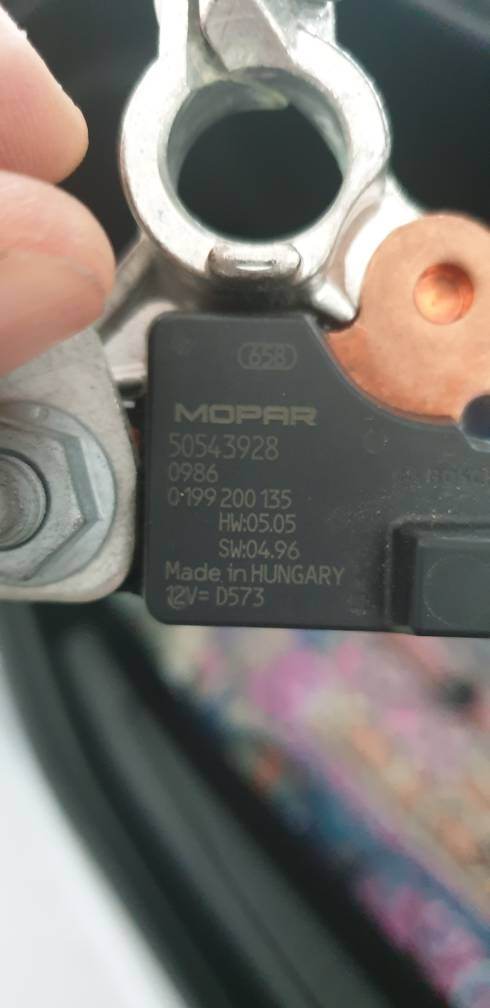 658
MOPAR
50543928
0986
0 199 200 135
HW:05.05
SW:04.96
Made in HUNGARY
12V= D573